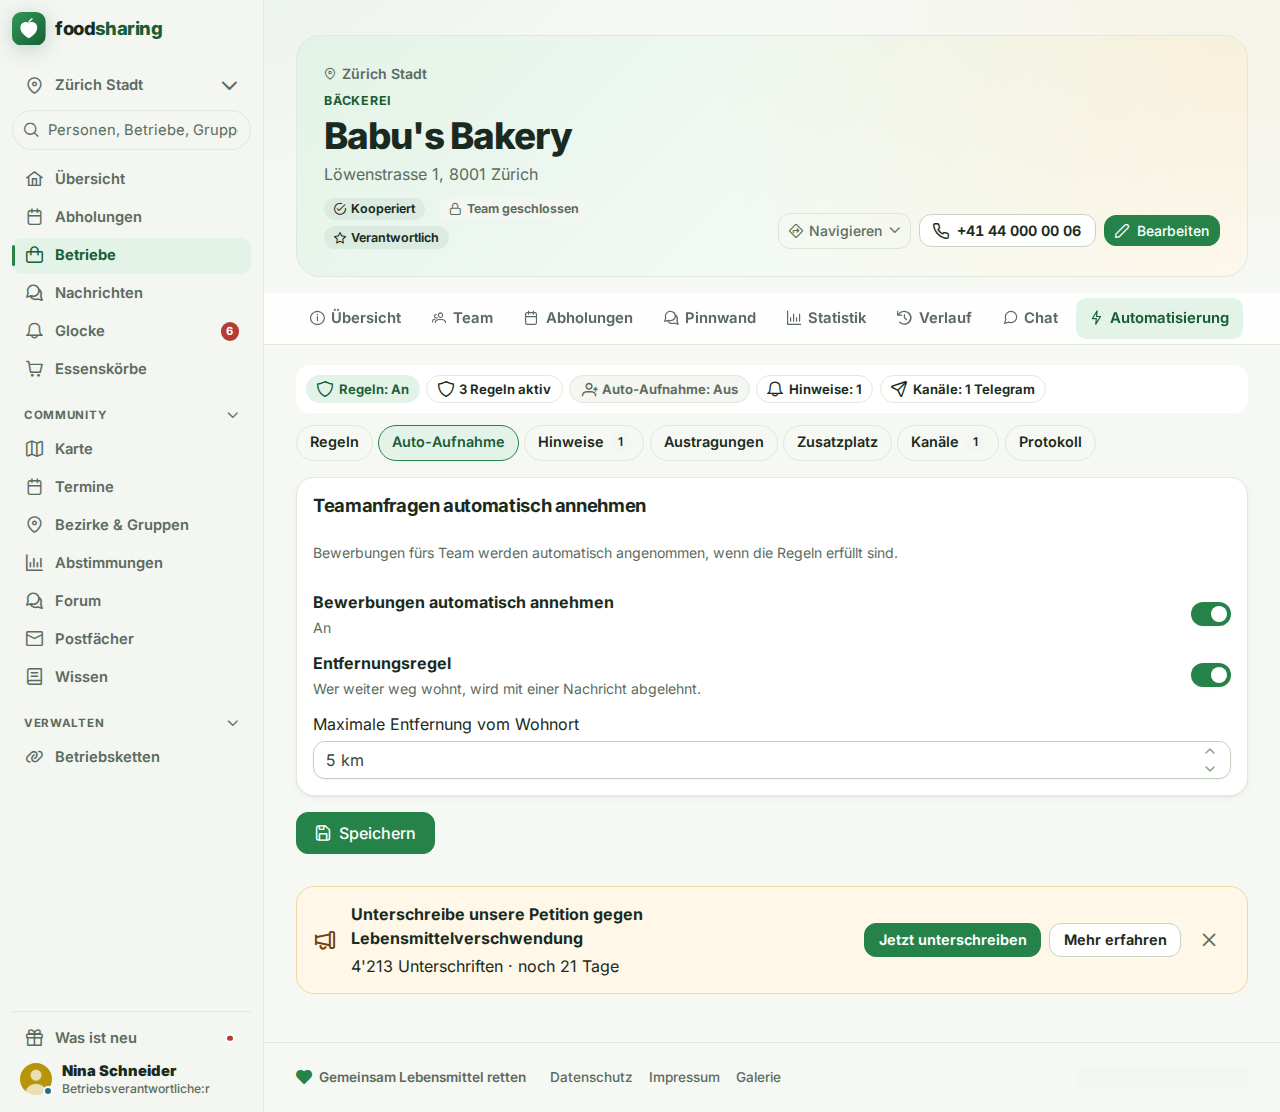 foodsharing
Zürich Stadt
Personen, Betriebe, Grupp
Übersicht
Abholungen
Betriebe
Nachrichten
Glocke 6
Essenskörbe
COMMUNITY
Karte
Termine
Bezirke & Gruppen
Abstimmungen
Forum
Postfächer
Wissen
VERWALTEN
Betriebsketten
Was ist neu
Nina Schneider
Betriebsverantwortliche:r
Zürich Stadt
BÄCKEREI
Babu's Bakery
Löwenstrasse 1, 8001 Zürich
Kooperiert Team geschlossen
Verantwortlich
Navigieren +41 44 000 00 06 Bearbeiten
Übersicht Team Abholungen Pinnwand Statistik Verlauf Chat Automatisierung
Regeln: An 3 Regeln aktiv Auto-Aufnahme: Aus Hinweise: 1 Kanäle: 1 Telegram
Regeln Auto-Aufnahme Hinweise 1 Austragungen Zusatzplatz Kanäle 1 Protokoll
Teamanfragen automatisch annehmen
Bewerbungen fürs Team werden automatisch angenommen, wenn die Regeln erfüllt sind.
Bewerbungen automatisch annehmen
An
Entfernungsregel
Wer weiter weg wohnt, wird mit einer Nachricht abgelehnt.
Maximale Entfernung vom Wohnort
5 km
Speichern
Unterschreibe unsere Petition gegen
Lebensmittelverschwendung
4'213 Unterschriften · noch 21 Tage
Jetzt unterschreiben Mehr erfahren
Gemeinsam Lebensmittel retten Datenschutz Impressum Galerie